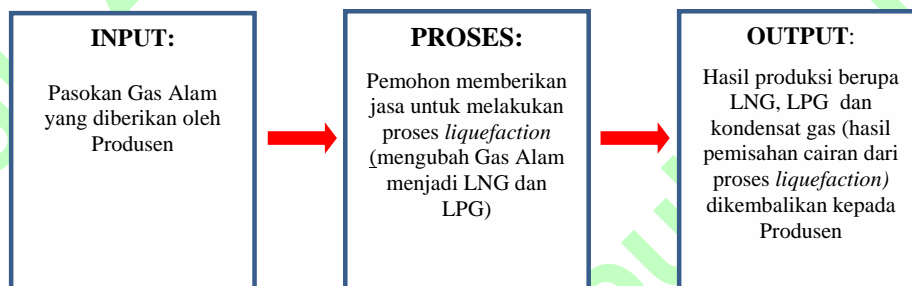 INPUT:
Pasokan Gas Alam
yang diberikan oleh
Produsen
PROSES:
Pemohon memberikan
jasa untuk melakukan
proses liquefaction
(mengubah Gas Alam
menjadi LNG dan
LPG)
OUTPUT:
Hasil produksi berupa
LNG, LPG dan
kondensat gas (hasil
pemisahan cairan dari
proses liquefaction)
dikembalikan kepada
Produsen